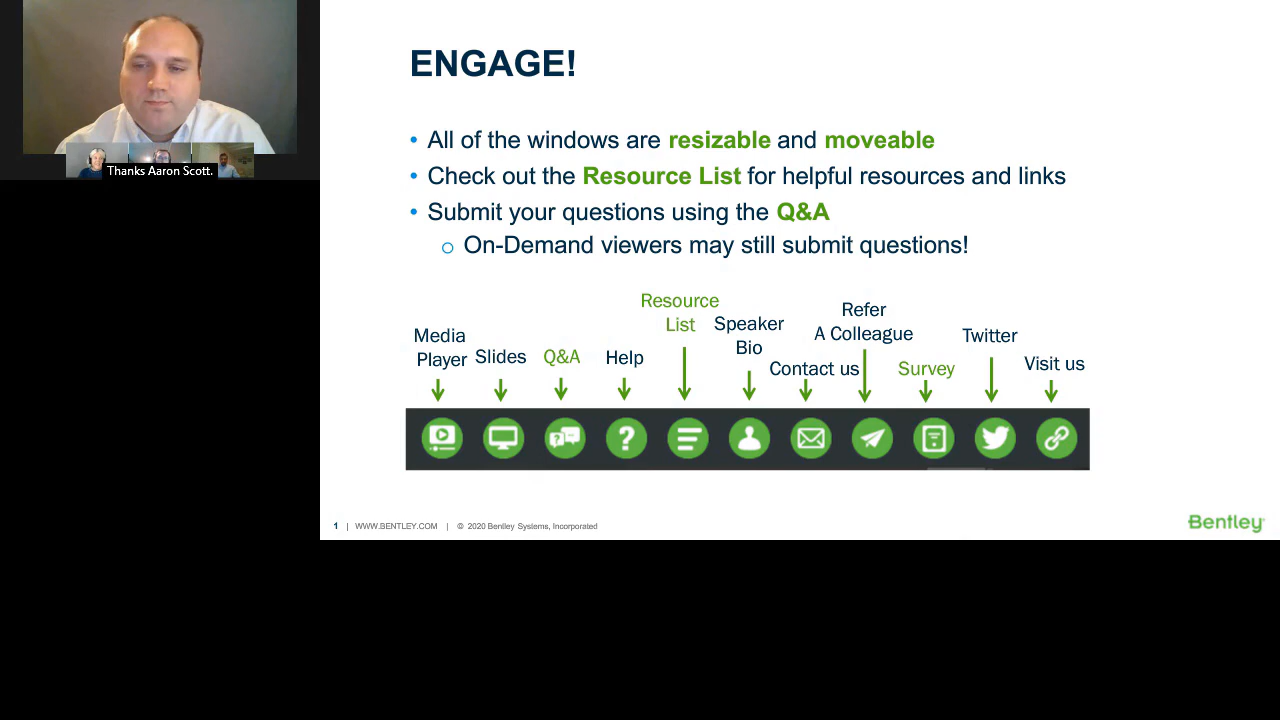 Thanks Aaron Scott.
ENGAGE!
• All of the windows are resizable and moveable
• Check out the Resource List for helpful resources and links
• Submit your questions using the Q&A
o On-Demand viewers may still submit questions!
Media
Player
Slides
Q&A
Help
Resource
List
Speaker
Bio
Contact us
Refer
A Colleague
Survey
Twitter
Visit us
1 | WWW.BENTLEY.COM | © 2020 Bentley Systems, Incorporated
Bentley